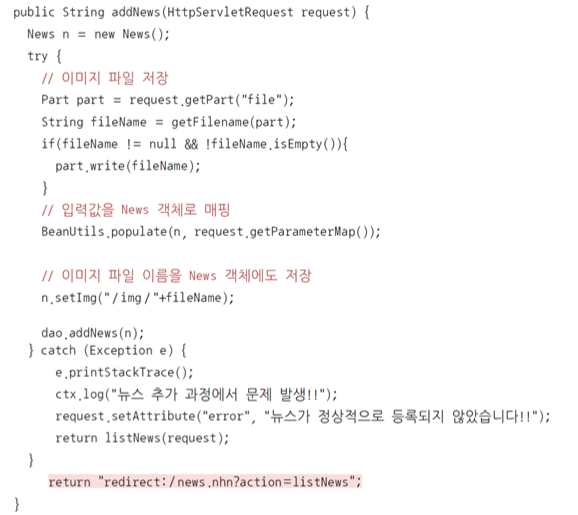 public String addNews(HttpServletRequest request) {
News n = new News();
try {
// 이미지 파일 저장
Part part = request.getPart("file");
String fileName = getFilename(part);
if(fileName != null && !fileName.isEmpty()){
part.write(fileName);
}
// 입력값을 News 객체로 매핑
BeanUtils.populate(n, request.getParameterMap());
// 이미지 파일 이름을 News 객체에도 저장
n.setImg("/img/"+fileName);
dao.addNews(n);
} catch (Exception e) {
e.printStackTrace();
ctx.log("뉴스 추가 과정에서 문제 발생!!");
request.setAttribute("error", "뉴스가 정상적으로 등록되지 않았습니다!!");
return listNews(request);
}
return "redirect:/news.nhn?action=listNews";
}